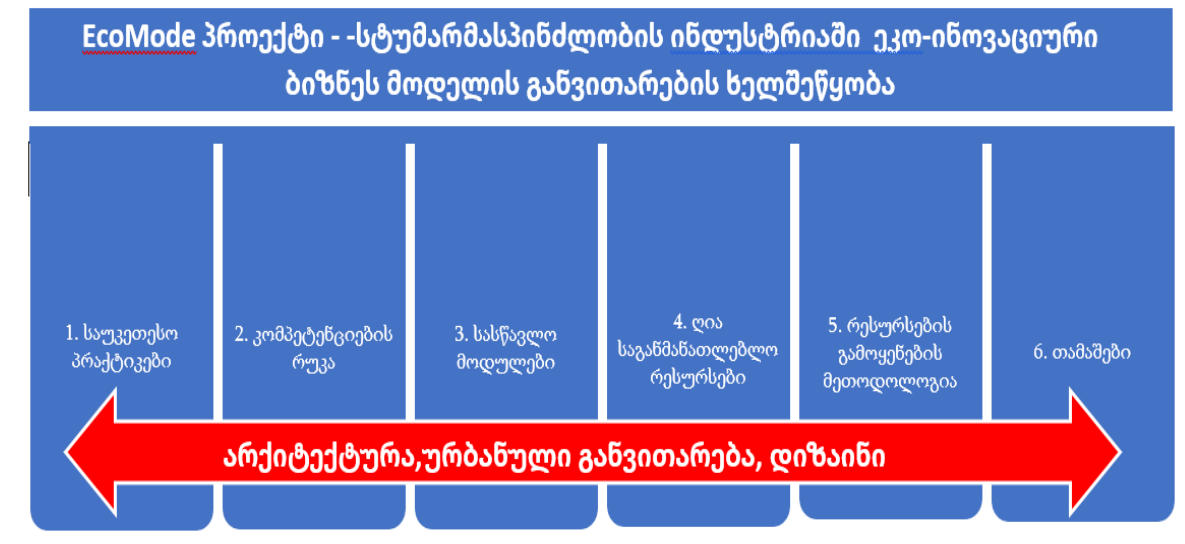 EcoMode პროექტი - -სტუმარმასპინძლობის ინდუსტრიაში ეკო-ინოვაციური
ბიზნეს მოდელის განვითარების ხელშეწყობა
1. საუკეთესო
პრაქტიკები
2. კომპეტენციების
რუკა
3. სასწავლო
მოდულები
4. ღია
საგანმანათლებლო
რესურსები
5. რესურსების
გამოყენების
მეთოდოლოგია
6. თამაშები
არქიტექტურა,ურბანული განვითარება, დიზაინი